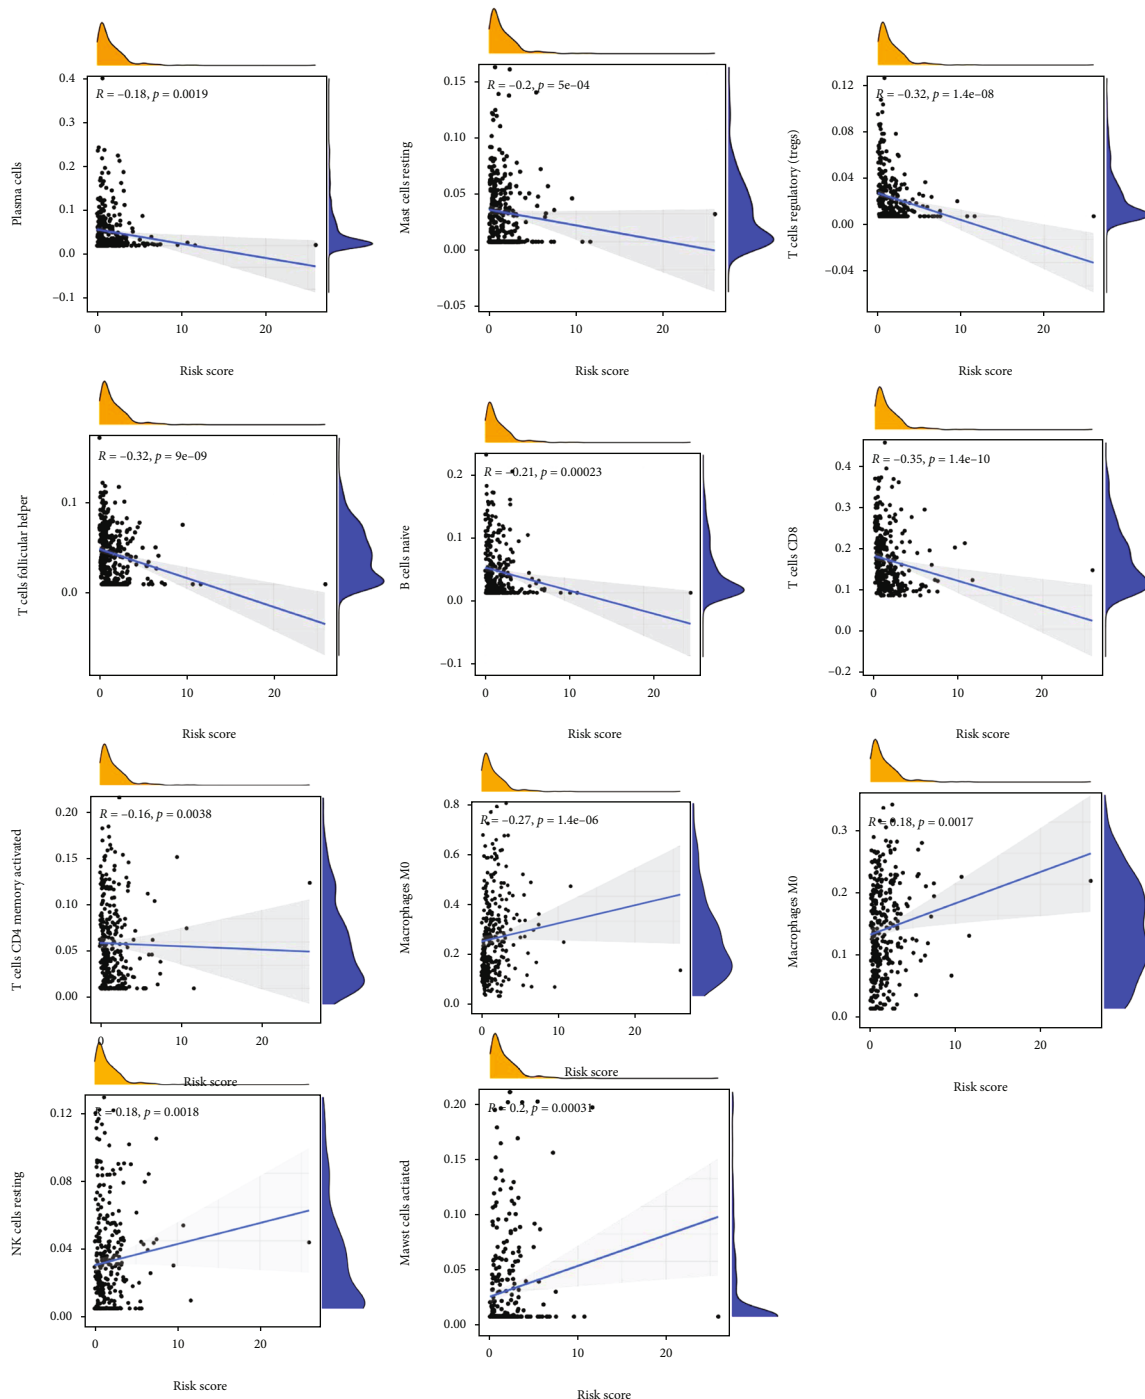 R = −0.18, p = 0.0019
Plasma cells
0.4
0.3
0.2
0.1
0.0
−0.1
0 10 20
Risk score
R = −0.2, p = 5e−04
Mast cells resting
0.15
0.10
0.05
0.00
−0.05
0 10 20
Risk score
R = −0.32, p = 1.4e−08
T cells regulatory (tregs)
0.12
0.08
0.04
0.00
−0.04
0 10 20
Risk score
R = −0.32, p = 9e−09
T cells follicular helper
0.1
0.0
0 10 20
Risk score
R = −0.21, p = 0.00023
B cells naive
0.2
0.1
0.0
−0.1
0 10 20
Risk score
R = −0.35, p = 1.4e−10
T cells CD8
0.4
0.3
0.2
0.1
0.0
−0.2
0 10 20
Risk score
R = −0.16, p = 0.0038
T cells CD4 memory activated
0.20
0.15
0.10
0.05
0.00
0 10 20
Risk score
R = −0.27, p = 1.4e−06
Macrophages M0
0.8
0.6
0.4
0.2
0.0
0 10 20
Risk score
R = 0.18, p = 0.0017
Macrophages M0
0.3
0.2
0.1
0.0
0 10 20
Risk score
R = 0.18, p = 0.0018
NK cells resting
0.12
0.08
0.04
0.00
0 10 20
Risk score
R = 0.2, p = 0.00031
Mawst cells actiated
0.20
0.15
0.10
0.05
0.00
0 10 20
Risk score